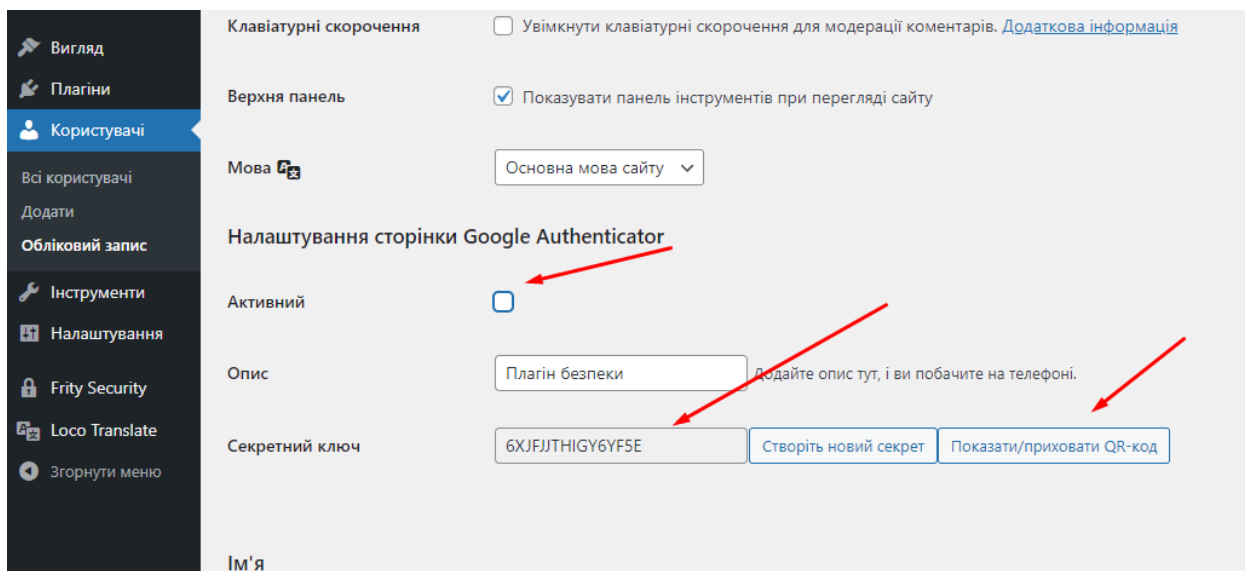 Вигляд
Плагіни
Користувачі
Всі користувачі
Додати
Обліковий запис
Інструменти
Налаштування
Frity Security
Loco Translate
Згорнути меню
Клавіатурні скорочення
Увімкнути клавіатурні скорочення для модерації коментарів. Додаткова інформація
Верхня панель
Показувати панель інструментів при перегляді сайту
Мова
Основна мова сайту
Налаштування сторінки Google Authenticator
Активний
Опис
Плагін безпеки
Додайте опис тут, і ви побачите на телефоні.
Секретний ключ
6XJFJJTHIGY6YF5E
Створіть новий секрет
Показати/приховати QR-код
Ім'я